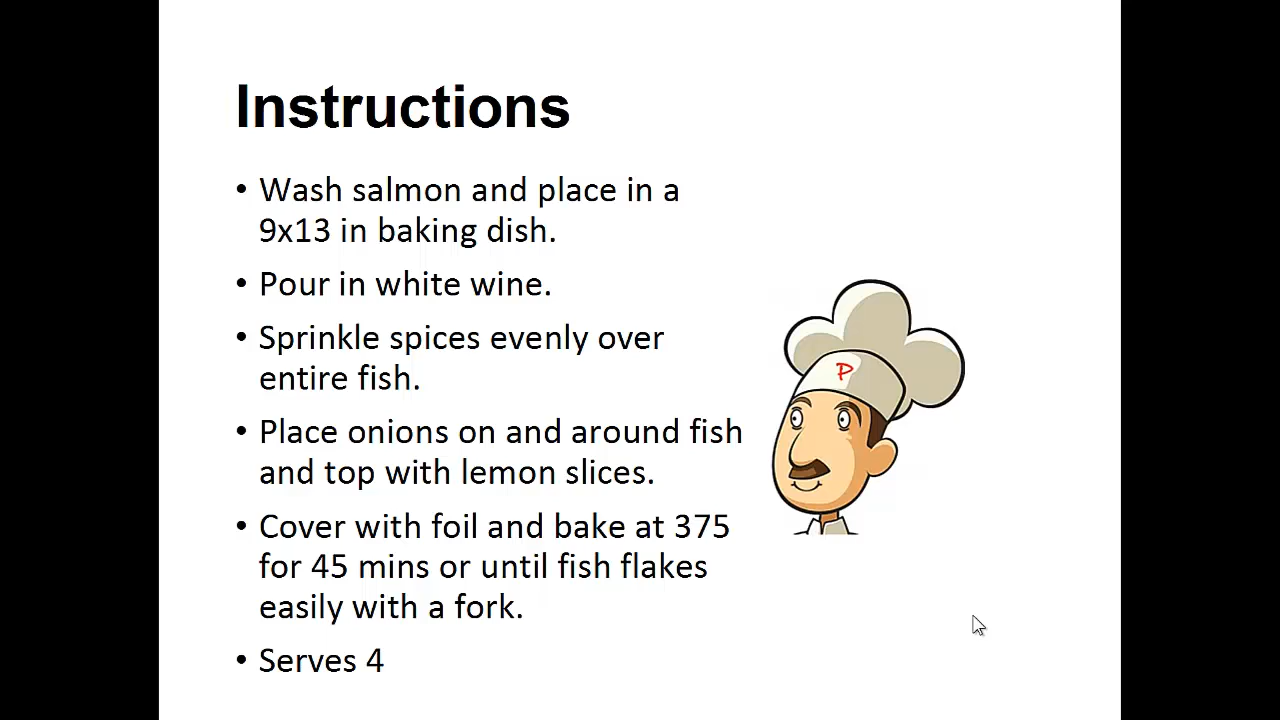 Instructions
• Wash salmon and place in a
9x13 in baking dish.
• Pour in white wine.
• Sprinkle spices evenly over
entire fish.
• Place onions on and around fish
and top with lemon slices.
• Cover with foil and bake at 375
for 45 mins or until fish flakes
easily with a fork.
• Serves 4
P